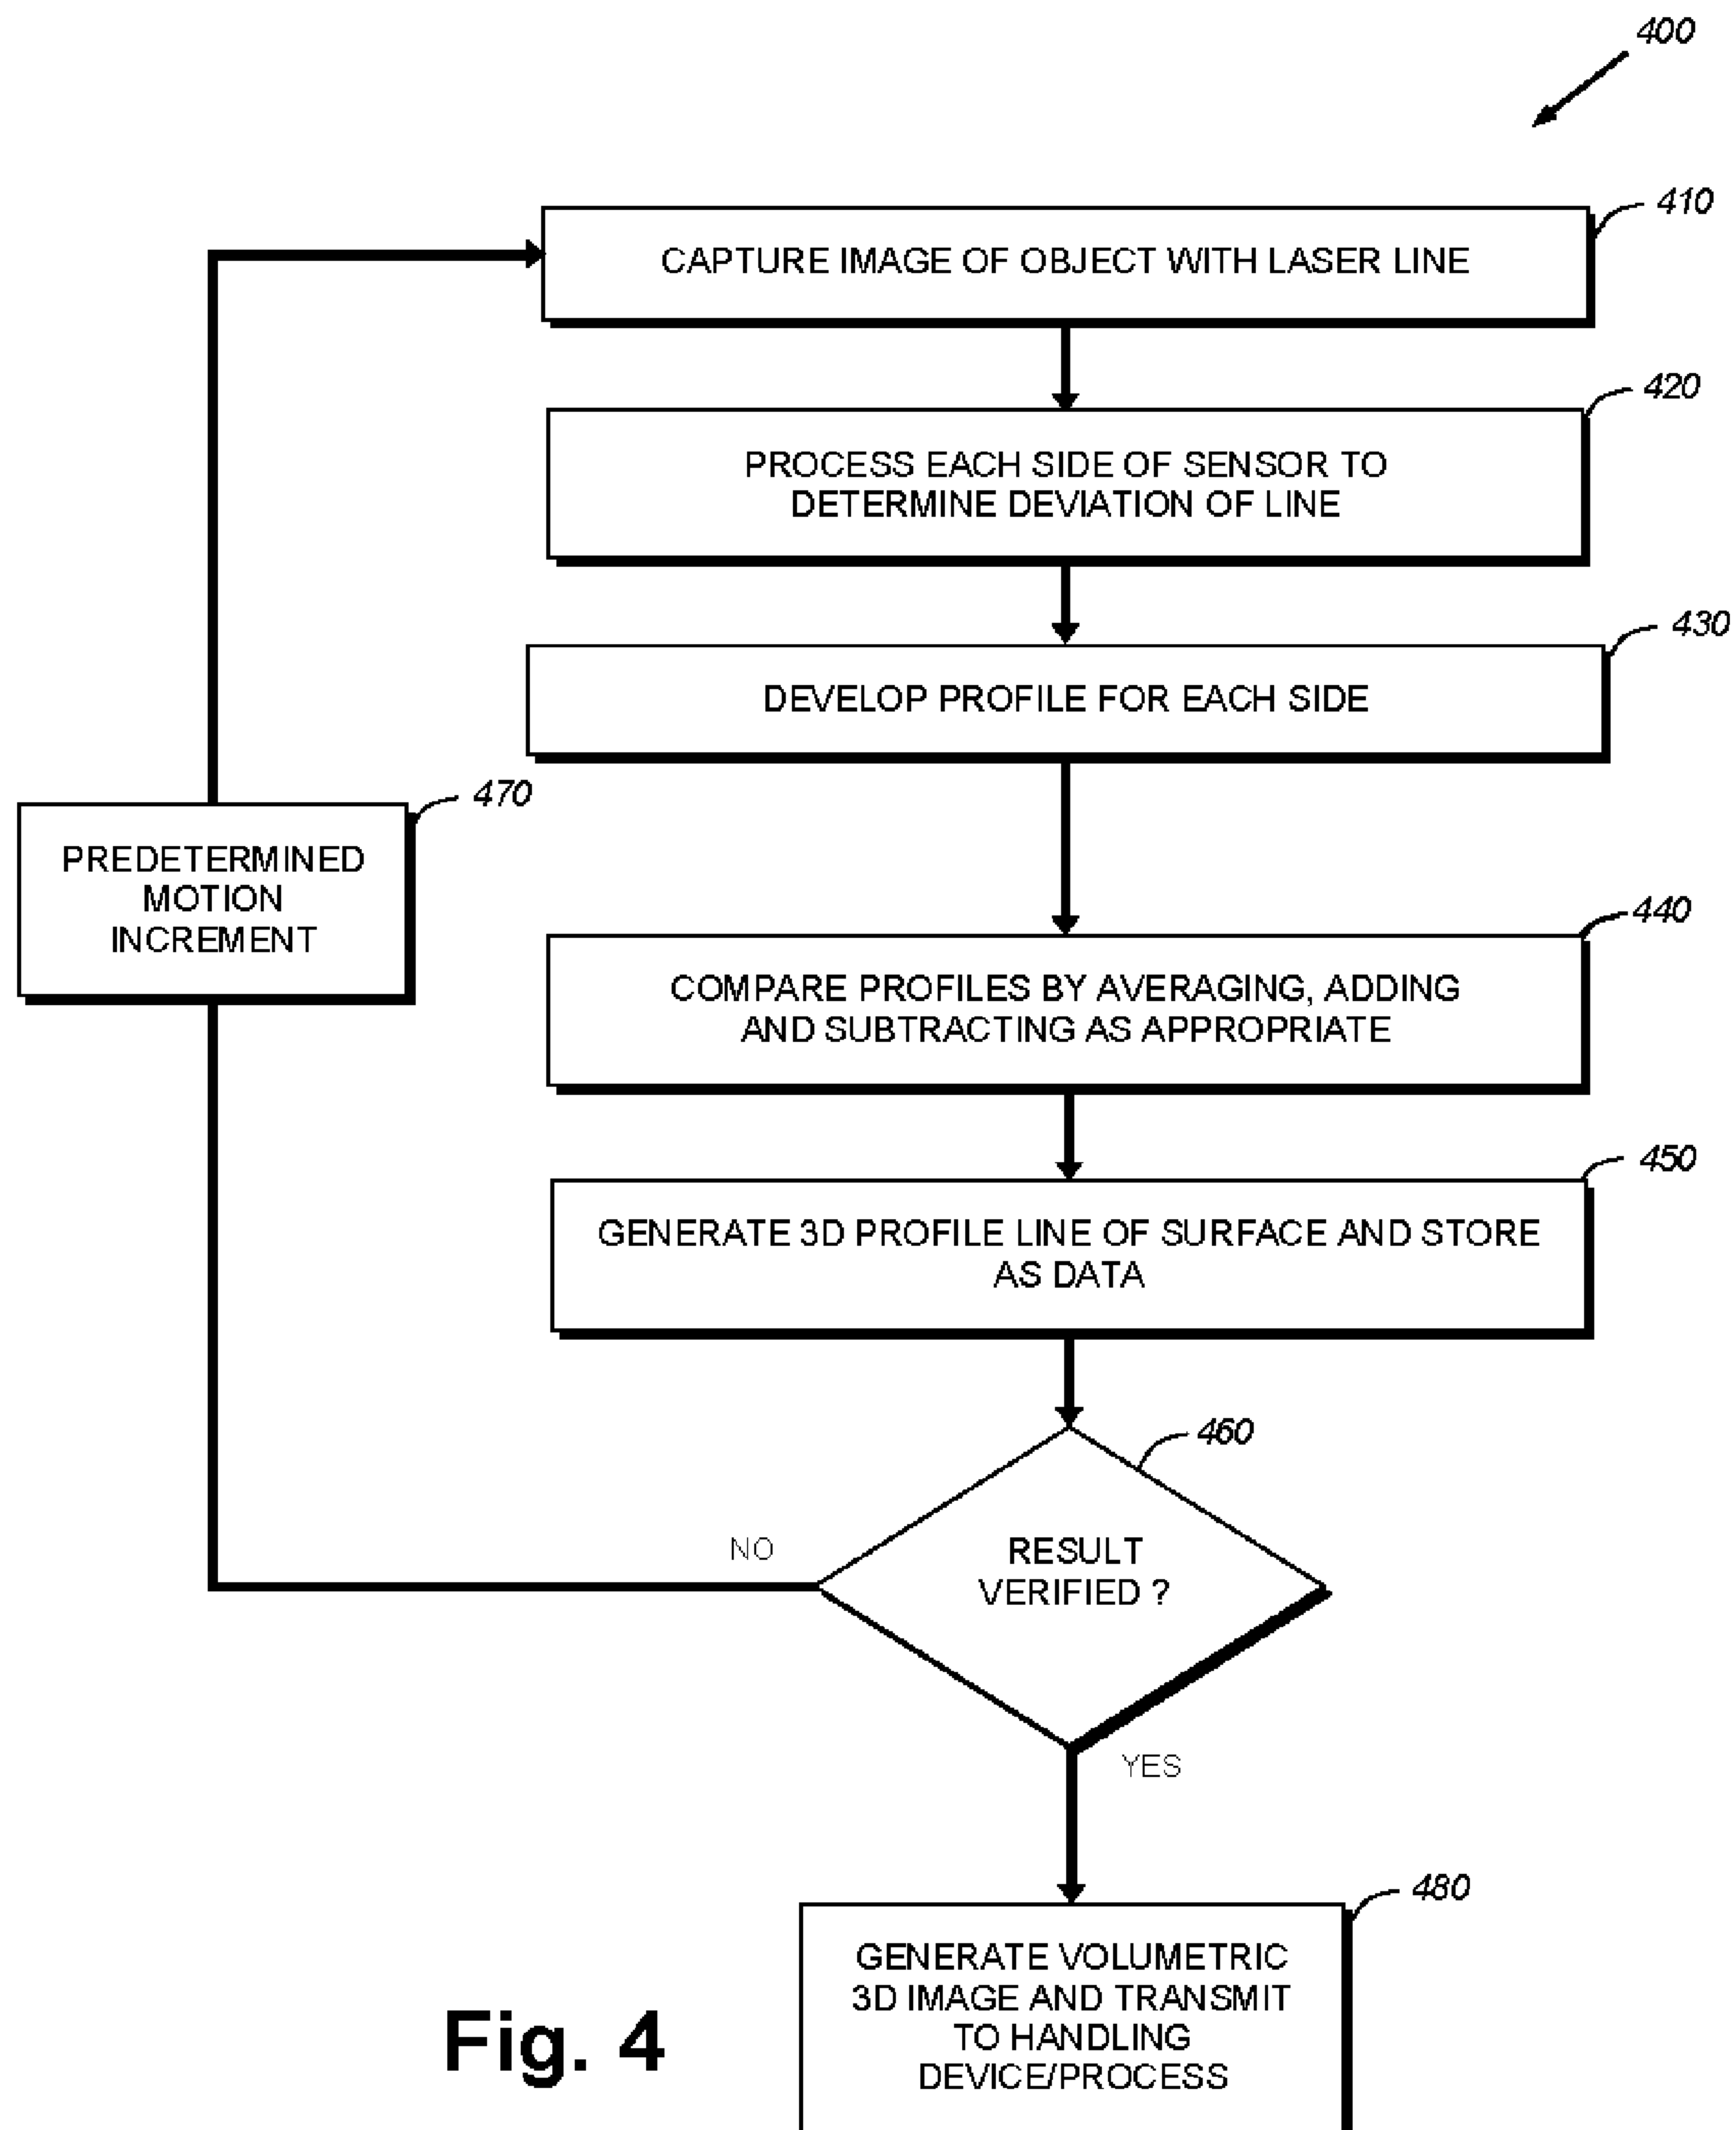 400
410
CAPTURE IMAGE OF OBJECT WITH LASER LINE
420
PROCESS EACH SIDE OF SENSOR TO
DETERMINE DEVIATION OF LINE
430
DEVELOP PROFILE FOR EACH SIDE
470
PREDETERMINED
MOTION
INCREMENT
440
COMPARE PROFILES BY AVERAGING, ADDING
AND SUBTRACTING AS APPROPRIATE
450
GENERATE 3D PROFILE LINE OF SURFACE AND STORE
AS DATA
460
NO
RESULT
VERIFIED ?
YES
480
GENERATE VOLUMETRIC
3D IMAGE AND TRANSMIT
TO HANDLING
DEVICE/PROCESS
Fig. 4